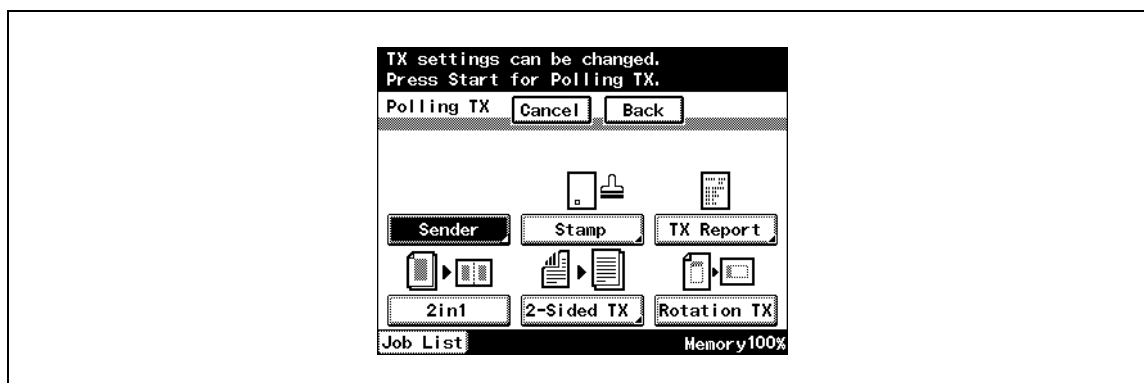 TX settings can be changed.
Press Start for Polling TX.
Polling TX Cancel Back
Sender Stamp TX Report
2in1 2-Sided TX Rotation TX
Job List Memory100%